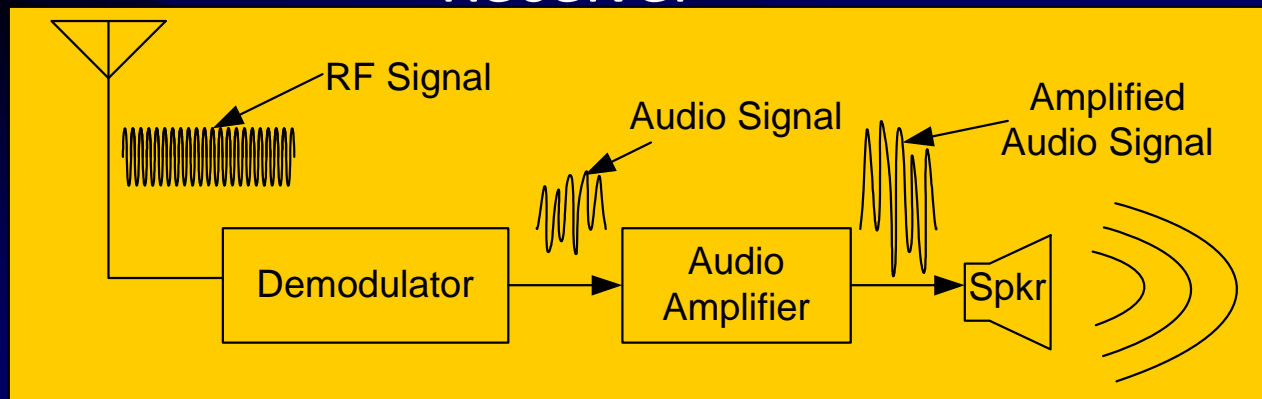 RF Signal
Audio Signal
Amplified
Audio Signal
Demodulator
Audio
Amplifier
Spkr